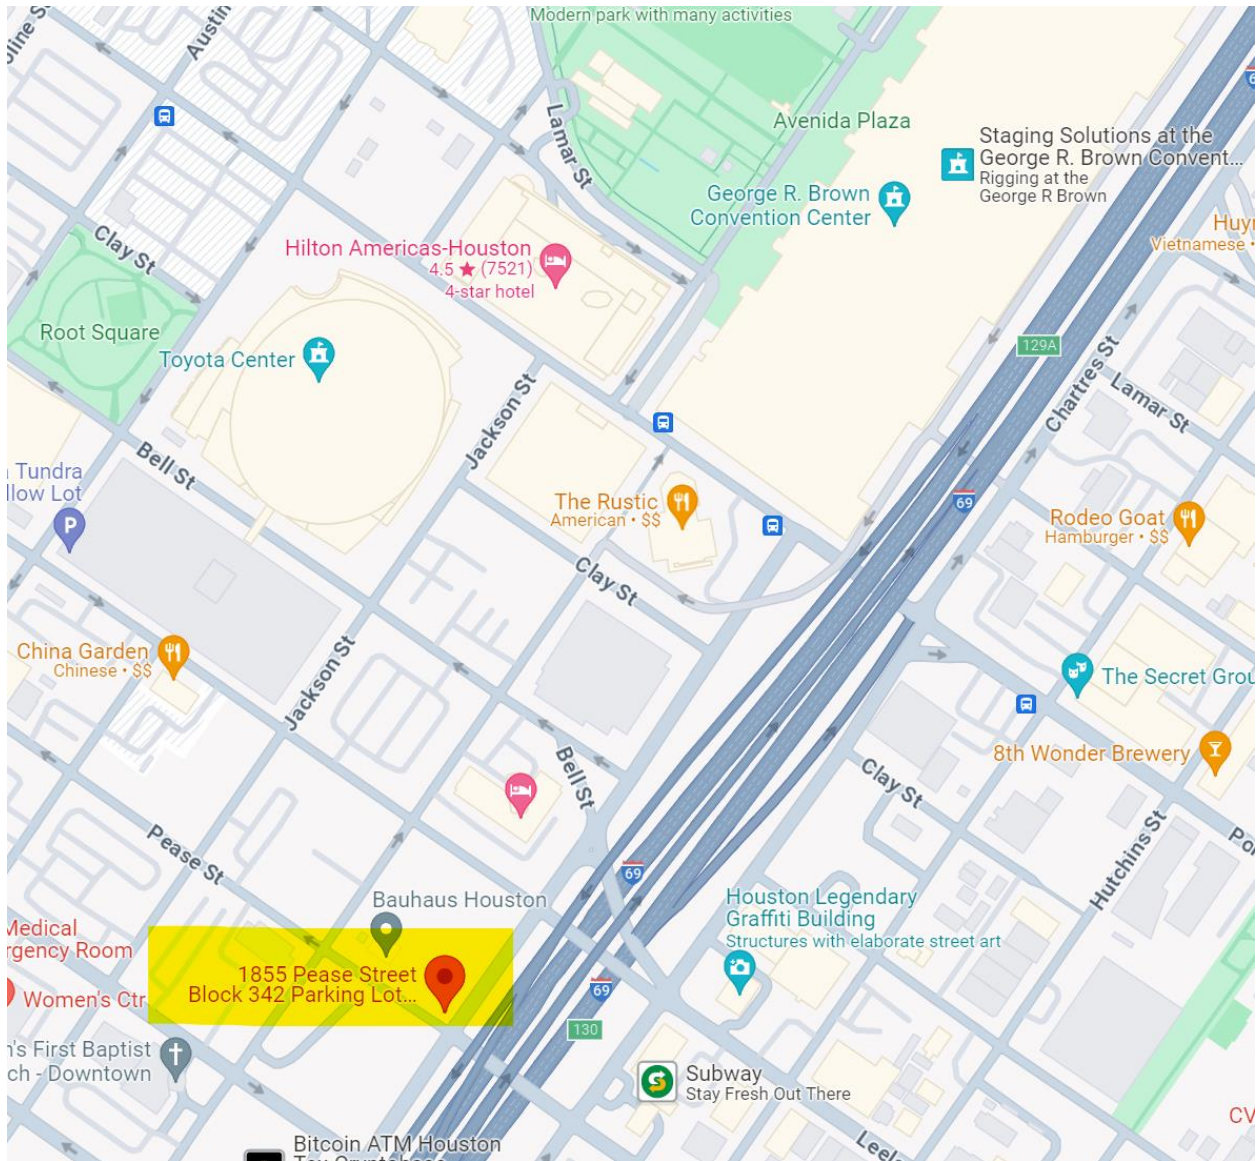 Modern park with many activities
Austin
Lamar St
Avenida Plaza
Staging Solutions at the
George R. Brown Convent...
Rigging at the
George R Brown
George R. Brown
Convention Center
Vietnamese •
Clay St
Hilton Americas-Houston
4.5 ★ (7521)
4-star hotel
Root Square
Toyota Center
129A
Chartres St
Lamar St
Jackson St
Bell St
Tundra
Lot
P
The Rustic
American • $$
69
Rodeo Goat
Hamburger • $$
Clay St
China Garden
Chinese • $$
Jackson St
The Secret
8th Wonder Brewery
Bell St
Clay St
Hutchins St
Pease St
69
Bauhaus Houston
Houston Legendary
Graffiti Building
Structures with elaborate street art
Medical
Room
1855 Pease Street
Block 342 Parking Lot...
Women's Ctr
69
130
First Baptist
- Downtown
Subway
Stay Fresh Out There
Bitcoin ATM Houston